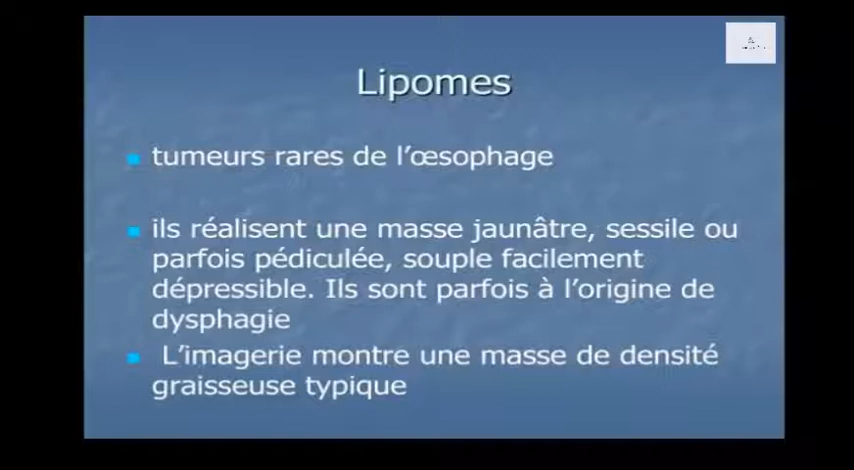 Lipomes
tumeurs rares de l'œsophage
ils réalisent une masse jaunâtre, sessile ou
parfois pédiculée, souple facilement
dépressible. Ils sont parfois à l'origine de
dysphagie
L'imagerie montre une masse de densité
graisseuse typique